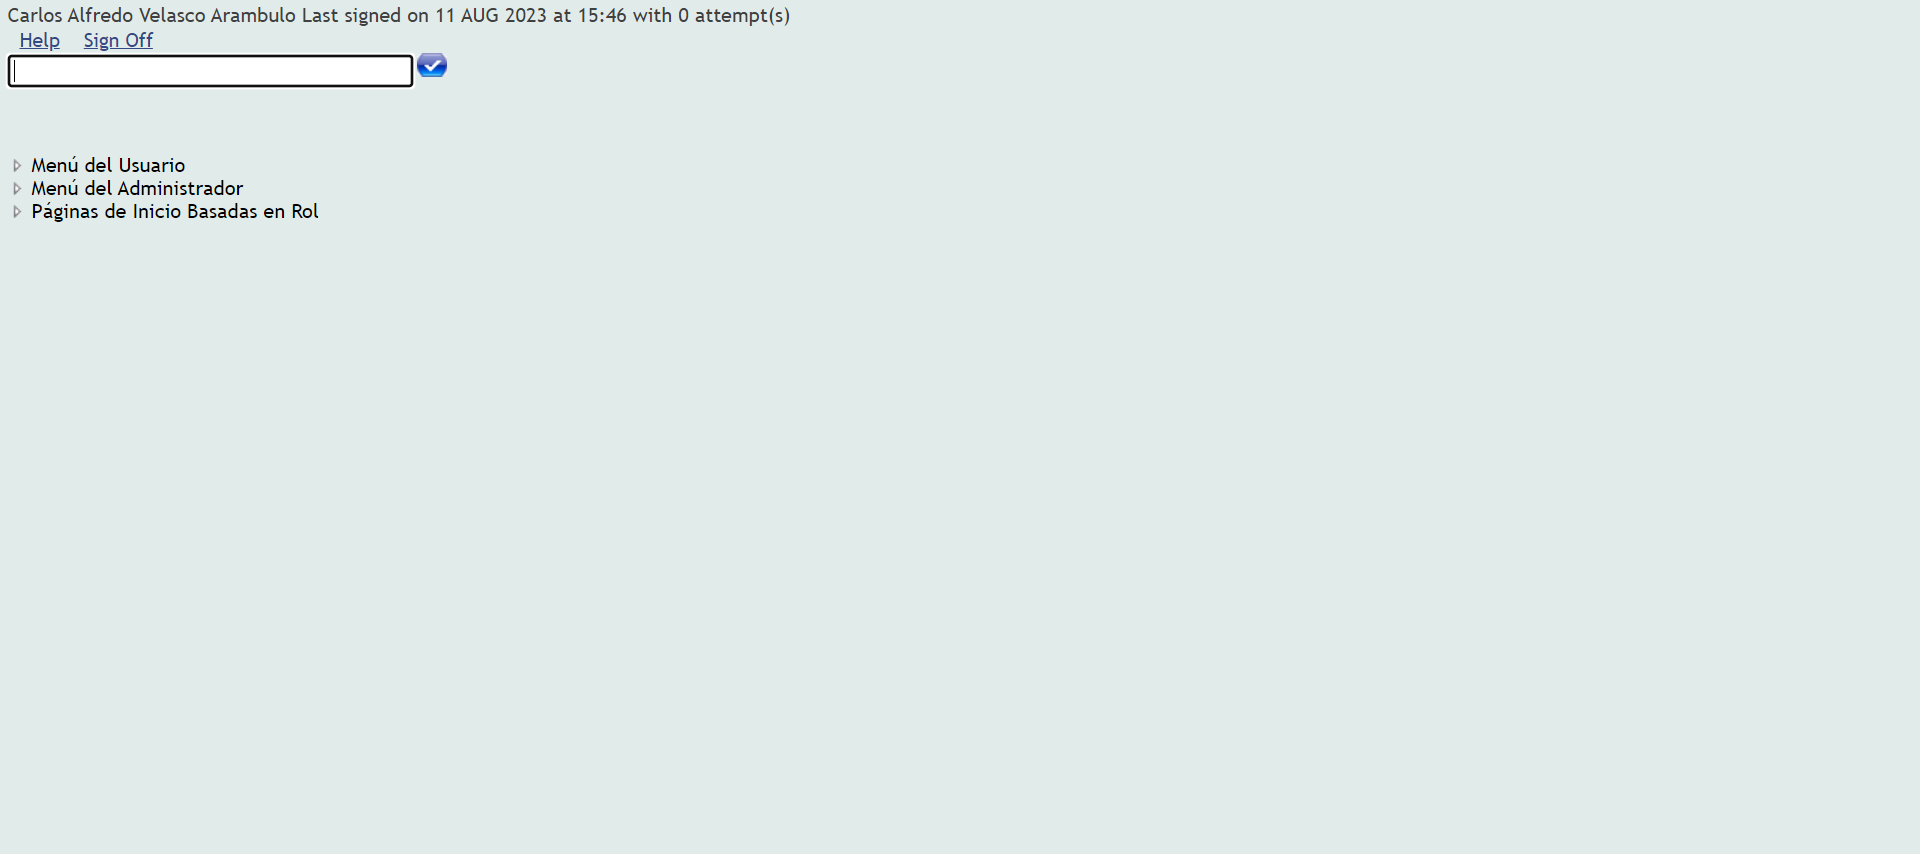 Carlos Alfredo Velasco Arambulo Last signed on 11 AUG 2023 at 15:46 with 0 attempt(s)
Help Sign Off
Menú del Usuario
Menú del Administrador
Páginas de Inicio Basadas en Rol